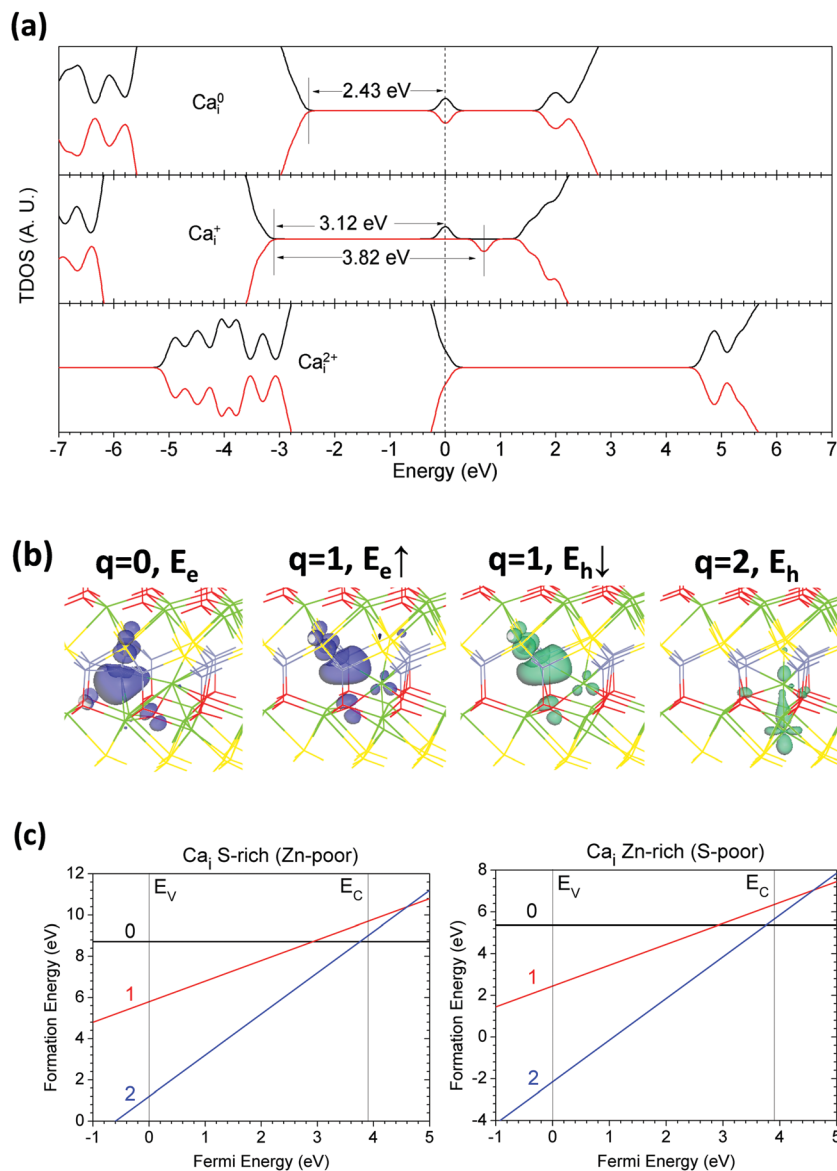 (a)
Ca_i^0
2.43 eV
Ca_i^+
3.12 eV
3.82 eV
Ca_i^2+
TDOS (A. U.)
-7 -6 -5 -4 -3 -2 -1 0 1 2 3 4 5 6 7
Energy (eV)
(b)
q=0, E_e
q=1, E_e↑
q=1, E_h↓
q=2, E_h
(c)
Ca_i S-rich (Zn-poor)
12
10
8
6
4
2
0
Formation Energy (eV)
E_V
E_C
0
1
2
-1 0 1 2 3 4 5
Fermi Energy (eV)
Ca_i Zn-rich (S-poor)
8
6
4
2
0
-2
-4
Formation Energy (eV)
E_V
E_C
0
1
2
-1 0 1 2 3 4 5
Fermi Energy (eV)